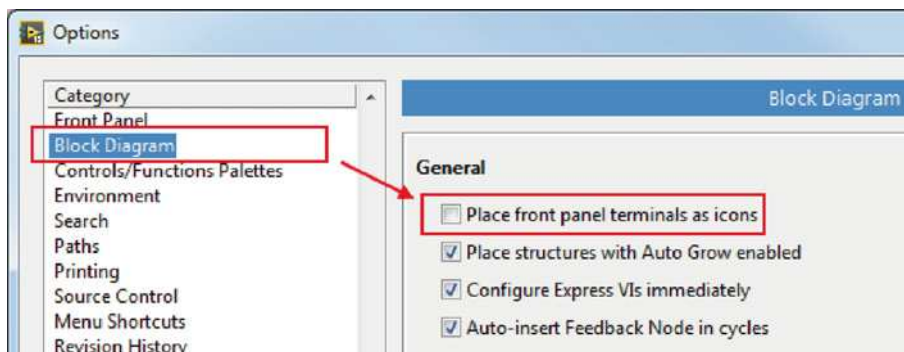 Options
Category
Front Panel
Block Diagram
Controls/Functions Palettes
Environment
Search
Paths
Printing
Source Control
Menu Shortcuts
Revision History
Block Diagram
General
Place front panel terminals as icons
Place structures with Auto Grow enabled
Configure Express VIs immediately
Auto-insert Feedback Node in cycles